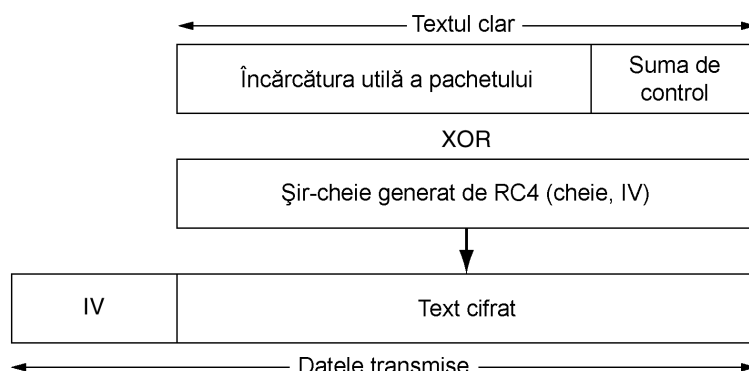 Textul clar
Încărcătura utilă a pachetului
Suma de
control
XOR
Şir-cheie generat de RC4 (cheie, IV)
IV
Text cifrat
Datele transmise